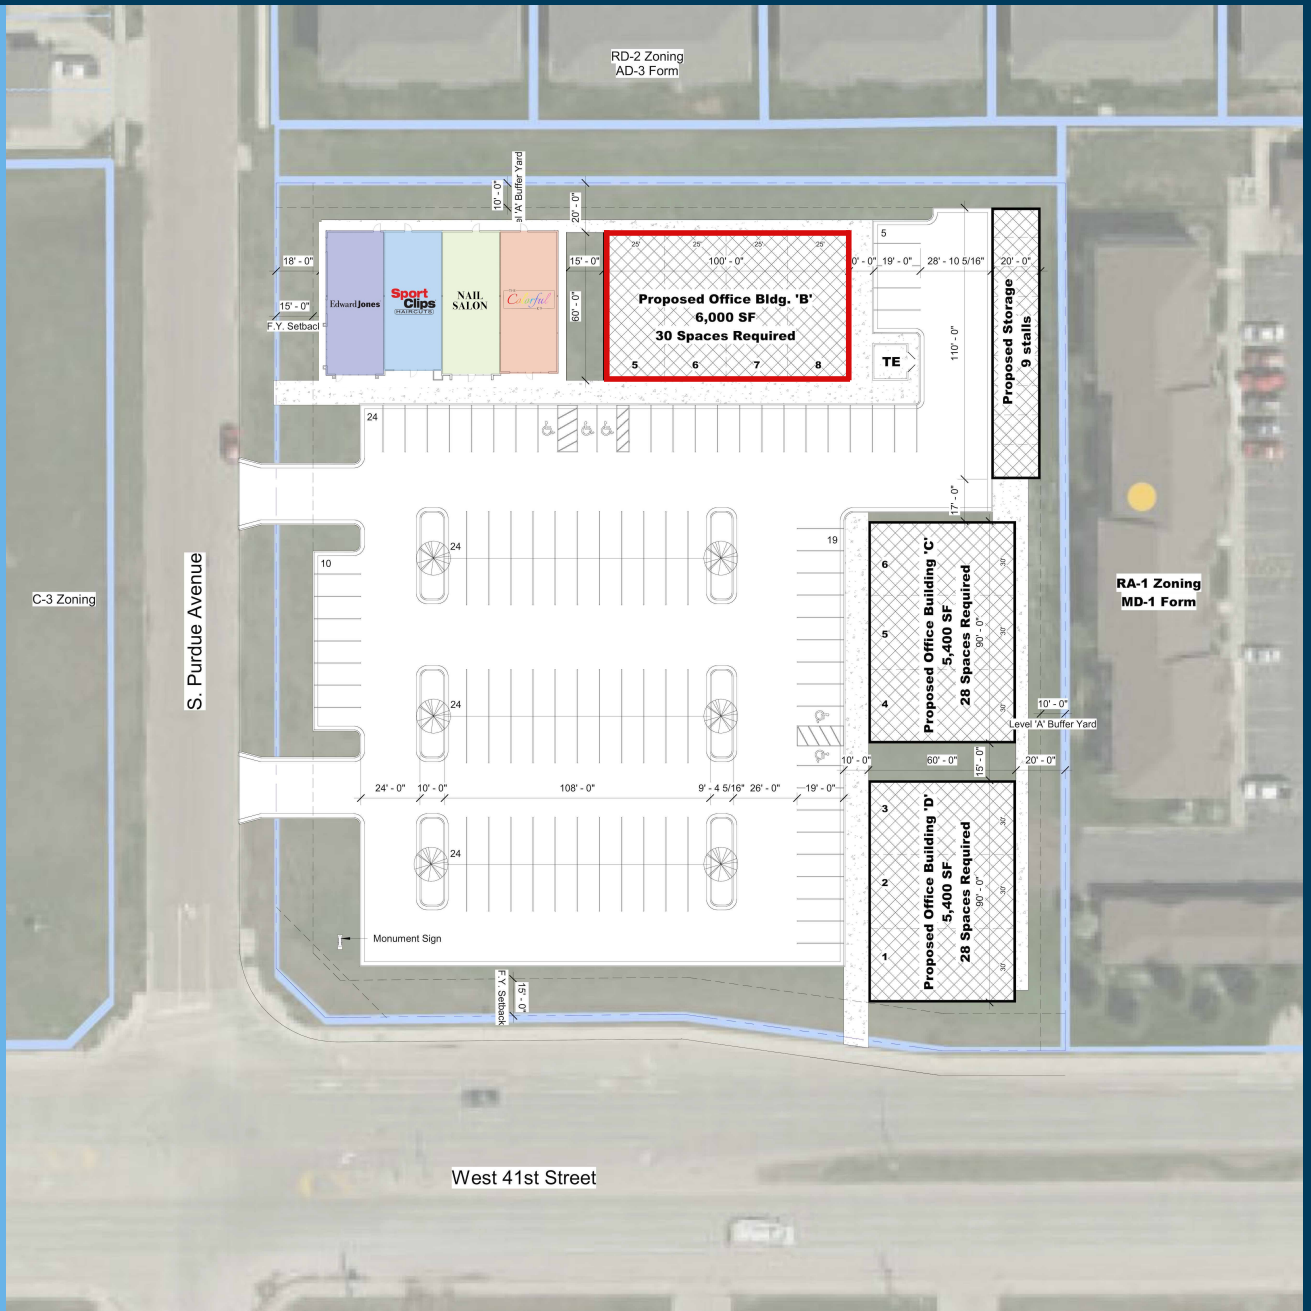 RD-2 Zoning
AD-3 Form
10' - 0"
20' - 0"
18' - 0"
15' - 0"
F.Y. Setback
Edward Jones
Sport
Clips
HAIRCUTS
NAIL
SALON
Colorful
15' - 0"
60' - 0"
25'
25'
25'
25'
100' - 0"
Proposed Office Bldg. 'B'
6,000 SF
30 Spaces Required
5
6
7
8
5
19' - 0"
28' - 10 5/16"
20' - 0"
TE
110' - 0"
Proposed Storage
9 stalls
24
17' - 0"
10
24
19
24
24
S. Purdue Avenue
C-3 Zoning
6
5
4
Proposed Office Building 'C'
5,400 SF
28 Spaces Required
90' - 0"
30'
30'
30'
RA-1 Zoning
MD-1 Form
10' - 0"
Level 'A' Buffer Yard
10' - 0"
60' - 0"
15' - 0"
20' - 0"
24' - 0"
10' - 0"
108' - 0"
9' - 4 5/16"
26' - 0"
19' - 0"
3
2
1
Proposed Office Building 'D'
5,400 SF
28 Spaces Required
90' - 0"
30'
30'
30'
Monument Sign
F.Y. Setback
15' - 0"
West 41st Street